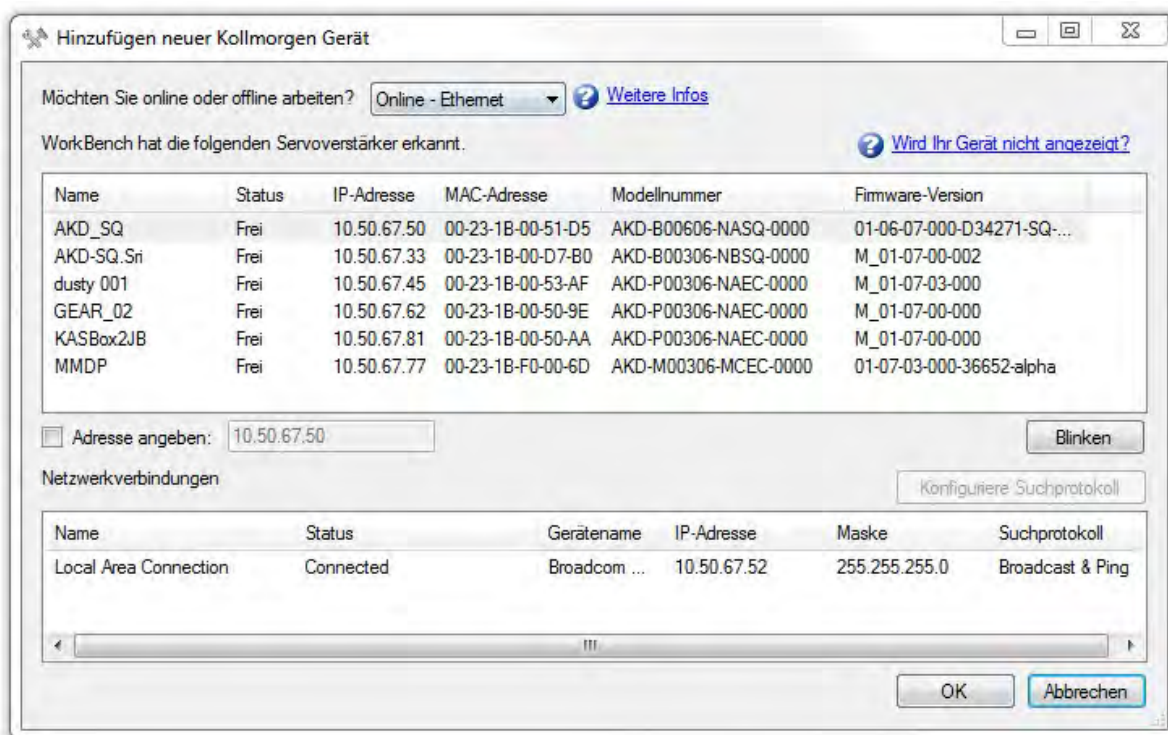 Hinzufügen neuer Kollmorgen Gerät
Möchten Sie online oder offline arbeiten? Online - Ethernet ? Weitere Infos
WorkBench hat die folgenden Servoverstärker erkannt. ? Wird Ihr Gerät nicht angezeigt?
Name Status IP-Adresse MAC-Adresse Modellnummer Firmware-Version
AKD_SQ Frei 10.50.67.50 00-23-1B-00-51-D5 AKD-B00606-NASQ-0000 01-06-07-000-D34271-SQ-...
AKD-SQ.Sri Frei 10.50.67.33 00-23-1B-00-D7-B0 AKD-B00306-NBSQ-0000 M_01-07-00-002
dusty 001 Frei 10.50.67.45 00-23-1B-00-53-AF AKD-P00306-NAEC-0000 M_01-07-03-000
GEAR_02 Frei 10.50.67.62 00-23-1B-00-50-9E AKD-P00306-NAEC-0000 M_01-07-00-000
KASBox2JB Frei 10.50.67.81 00-23-1B-00-50-AA AKD-P00306-NAEC-0000 M_01-07-00-000
MMDP Frei 10.50.67.77 00-23-1B-F0-00-6D AKD-M00306-MCEC-0000 01-07-03-000-36652-alpha
Adresse angeben: 10.50.67.50 Blinken
Netzwerkverbindungen Konfiguriere Suchprotokoll
Name Status Gerätename IP-Adresse Maske Suchprotokoll
Local Area Connection Connected Broadcom ... 10.50.67.52 255.255.255.0 Broadcast & Ping
OK Abbrechen